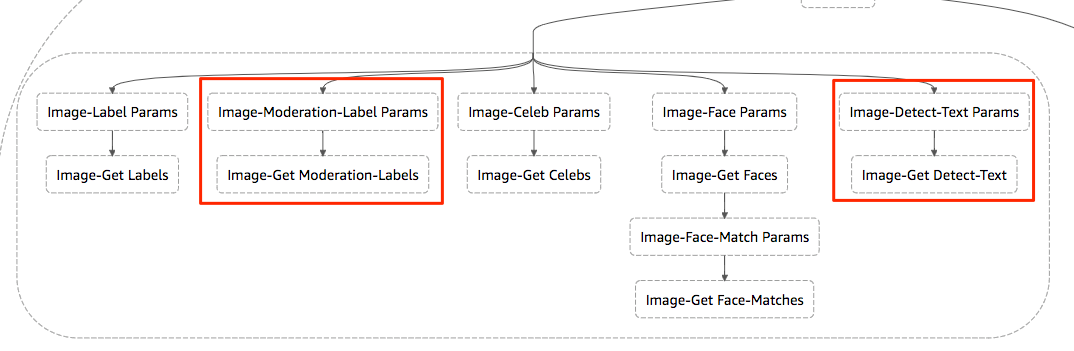 Image-Label Params
Image-Moderation-Label Params
Image-Celeb Params
Image-Face Params
Image-Detect-Text Params
Image-Get Labels
Image-Get Moderation-Labels
Image-Get Celebs
Image-Get Faces
Image-Get Detect-Text
Image-Face-Match Params
Image-Get Face-Matches